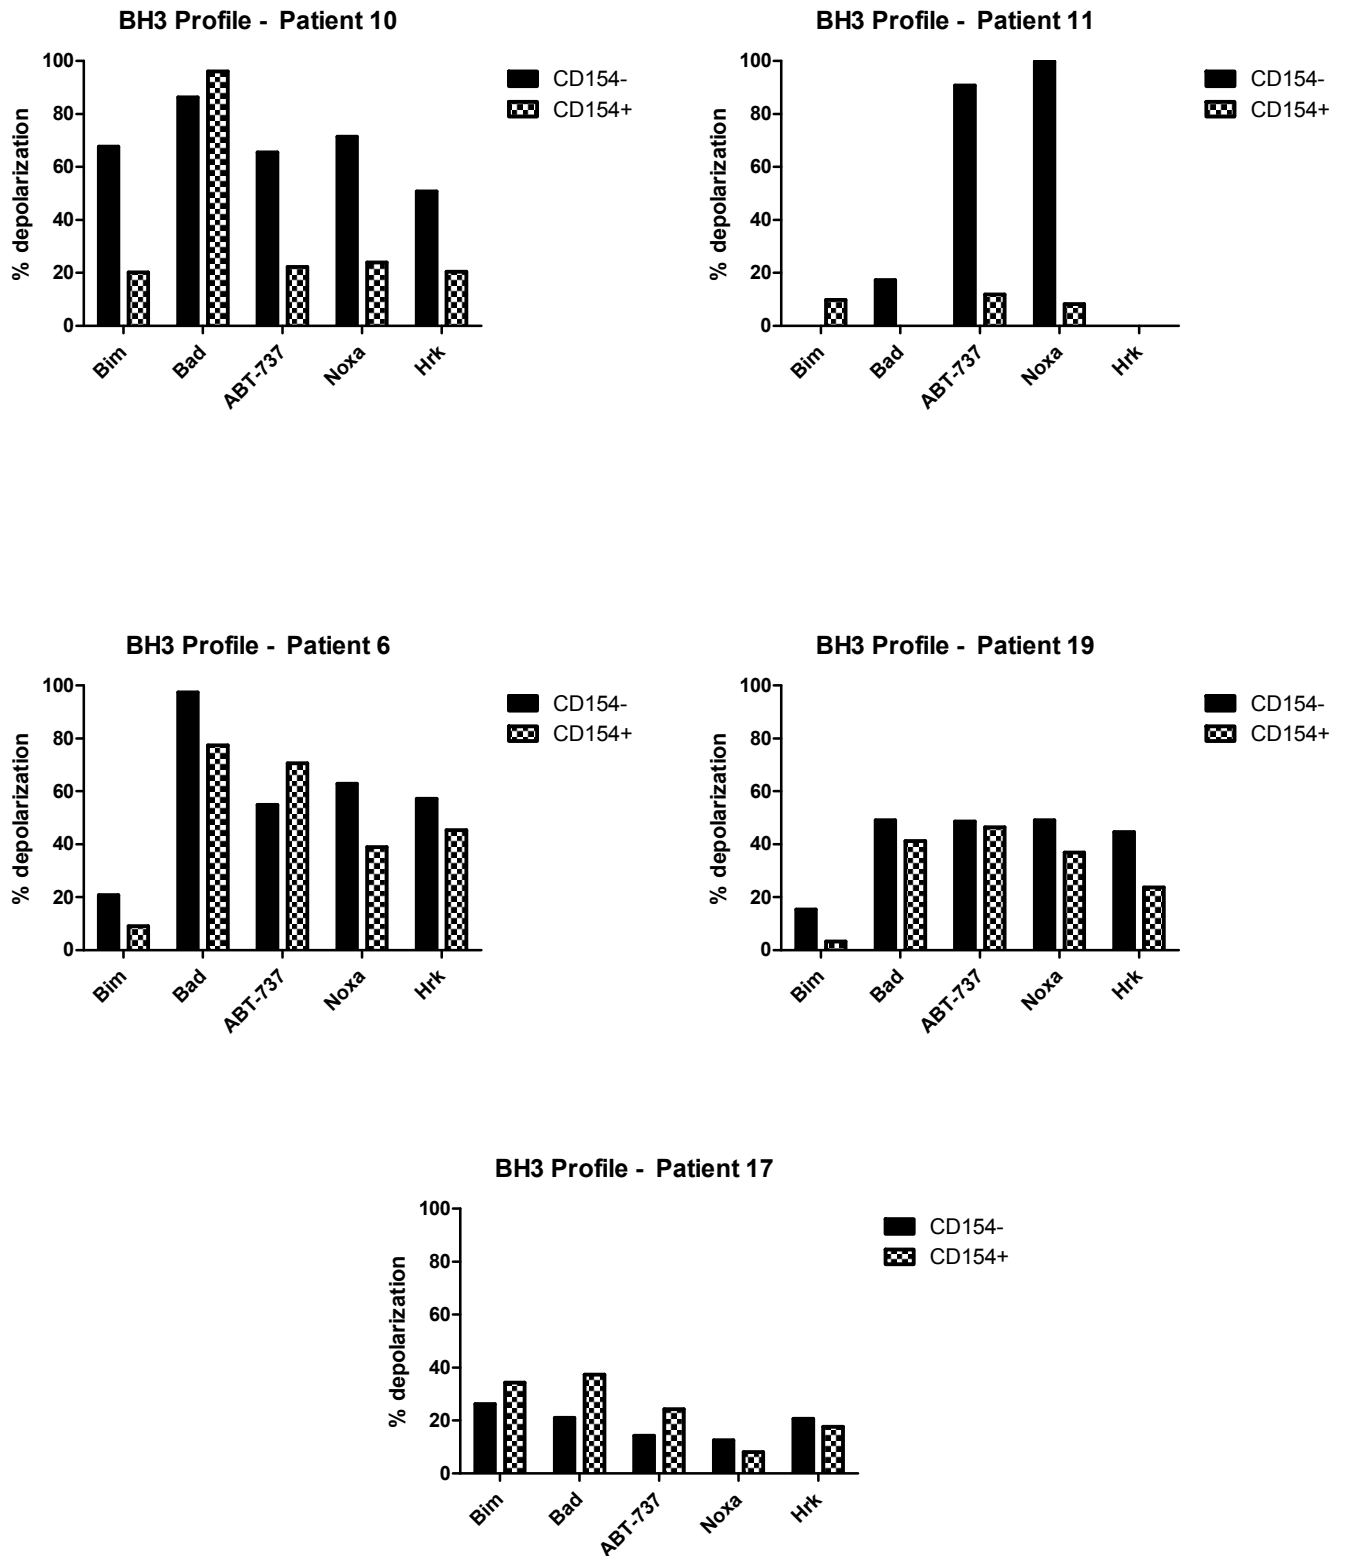 BH3 Profile - Patient 10
CD154-
CD154+
% depolarization
100
80
60
40
20
0
Bim
Bad
ABT-737
Noxa
Hrk
BH3 Profile - Patient 11
CD154-
CD154+
% depolarization
100
80
60
40
20
0
Bim
Bad
ABT-737
Noxa
Hrk
BH3 Profile - Patient 6
CD154-
CD154+
% depolarization
100
80
60
40
20
0
Bim
Bad
ABT-737
Noxa
Hrk
BH3 Profile - Patient 19
CD154-
CD154+
% depolarization
100
80
60
40
20
0
Bim
Bad
ABT-737
Noxa
Hrk
BH3 Profile - Patient 17
CD154-
CD154+
% depolarization
100
80
60
40
20
0
Bim
Bad
ABT-737
Noxa
Hrk